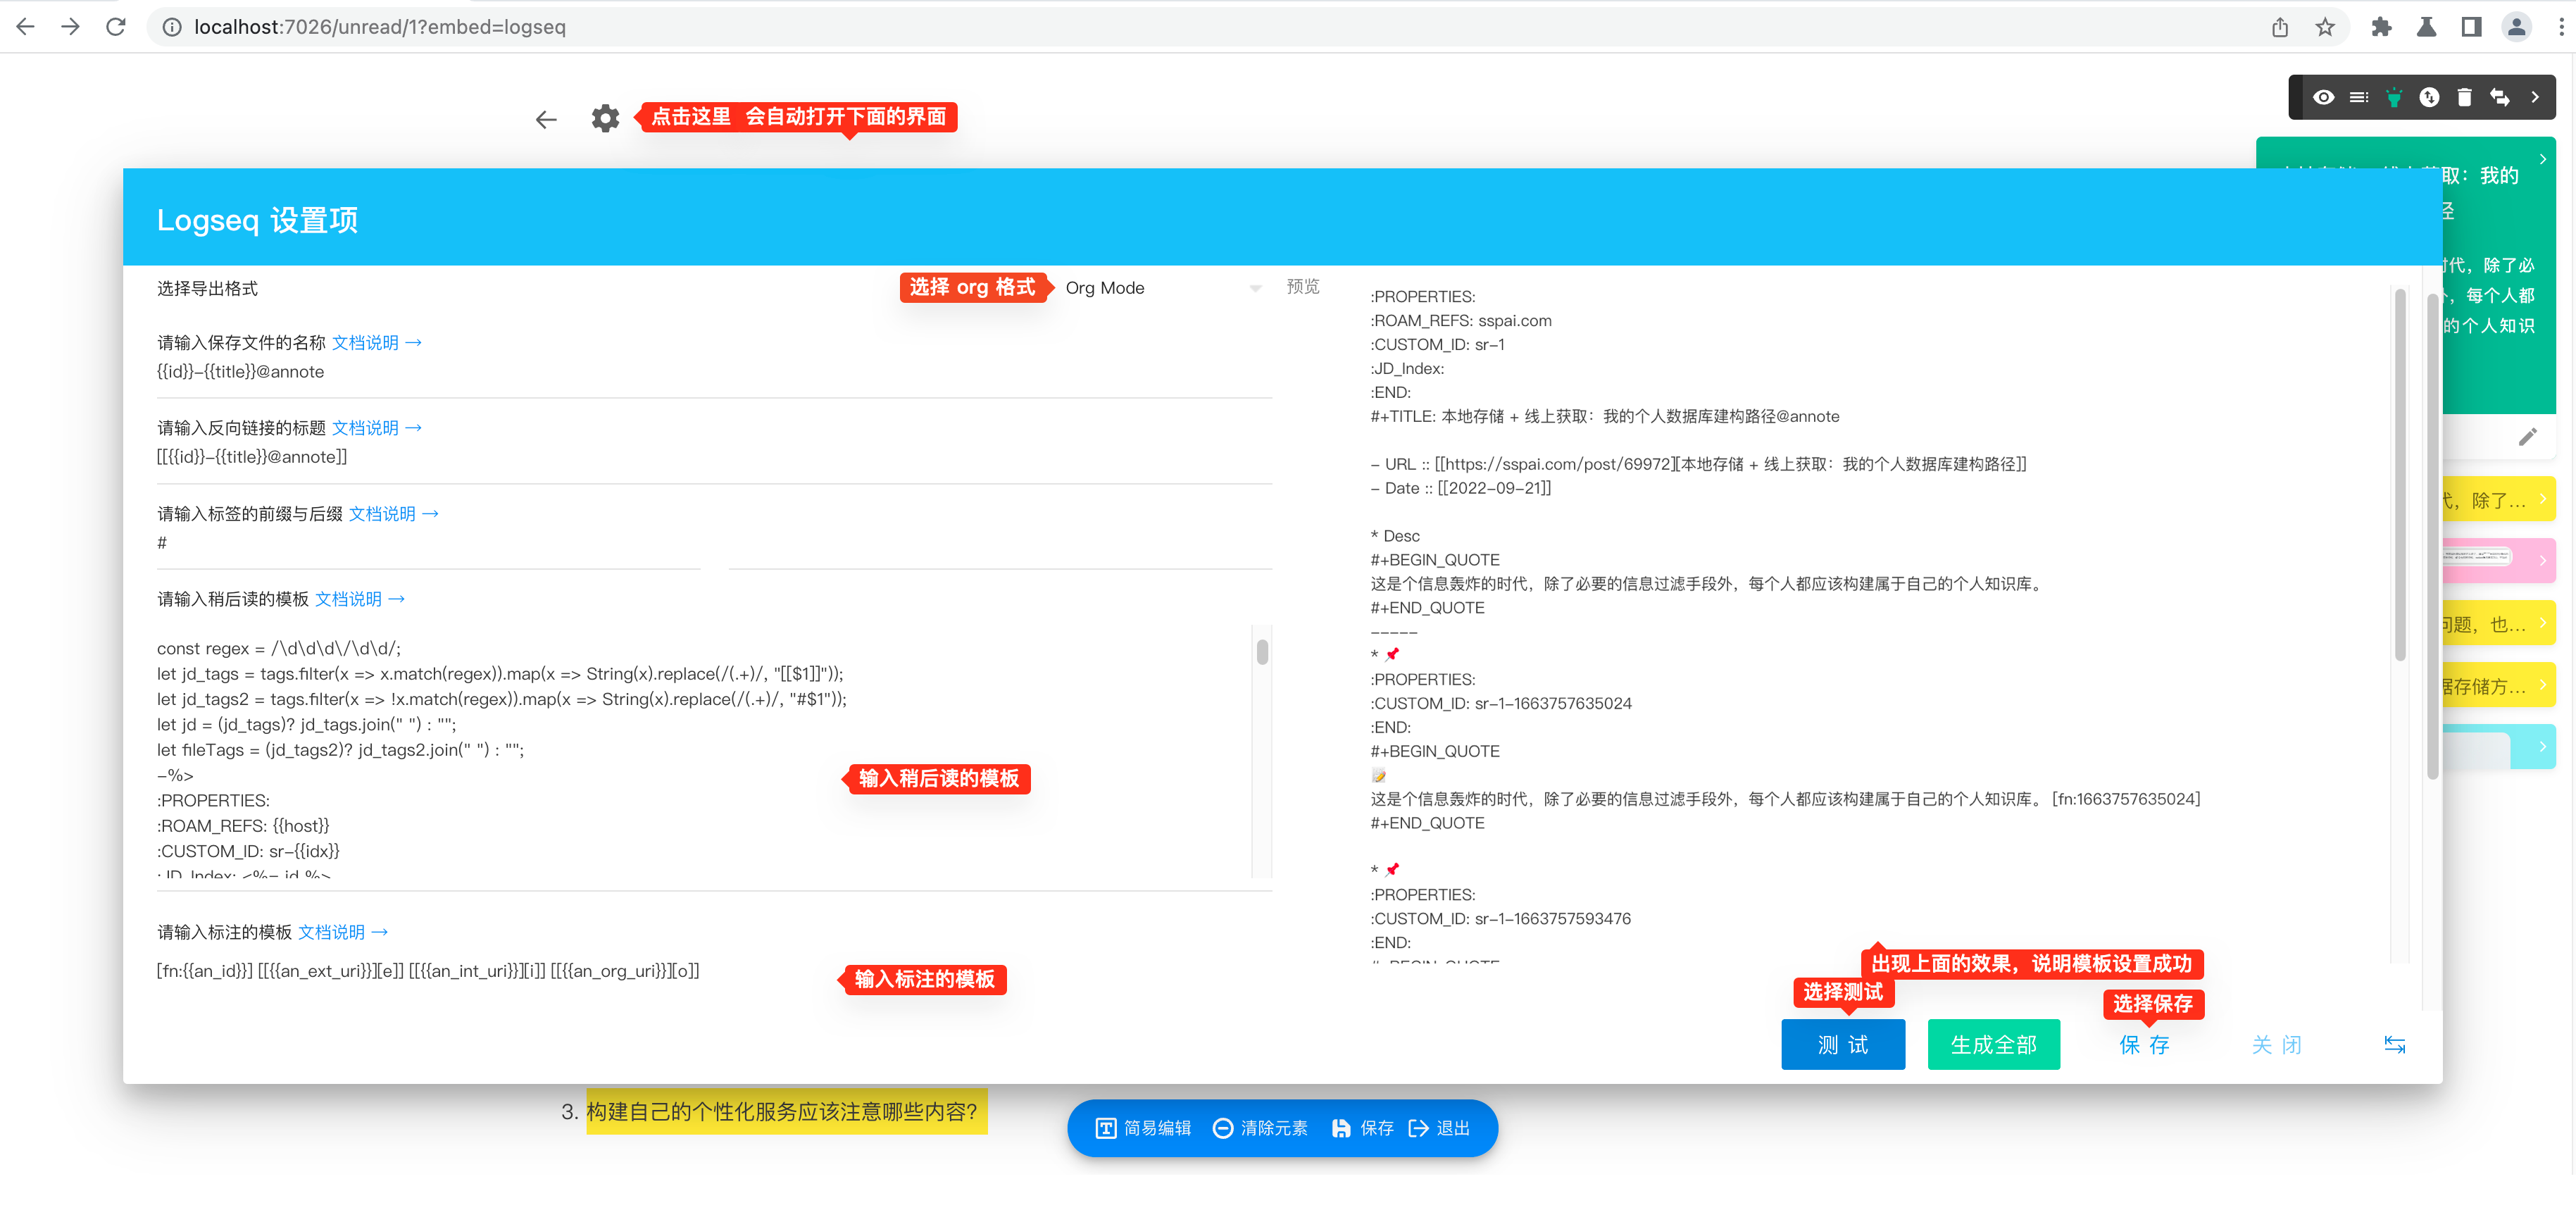 localhost:7026/unread/1?embed=logseq
点击这里 会自动打开下面的界面
取：我的
径
时代，除了必
，每个人都
的个人知识
Logseq 设置项
选择导出格式
选择 org 格式
Org Mode
请输入保存文件的名称 文档说明 →
{{id}}-{{title}}@annote
请输入反向链接的标题 文档说明 →
[[{{id}}-{{title}}@annote]]
请输入标签的前缀与后缀 文档说明 →
#
请输入稍后读的模板 文档说明 →
const regex = /\d\d\d\/\d\d/;
let jd_tags = tags.filter(x => x.match(regex)).map(x => String(x).replace(/(.+)/, "[[$1]]"));
let jd_tags2 = tags.filter(x => !x.match(regex)).map(x => String(x).replace(/(.+)/, "#$1"));
let jd = (jd_tags)? jd_tags.join(" ") : "";
let fileTags = (jd_tags2)? jd_tags2.join(" ") : "";
-%>
:PROPERTIES:
:ROAM_REFS: {{host}}
:CUSTOM_ID: sr-{{idx}}
:JD_Index: <%= jd %>
输入稍后读的模板
请输入标注的模板 文档说明 →
[fn:{{an_id}}] [[{{an_ext_uri}}][e]] [[{{an_int_uri}}][i]] [[{{an_org_uri}}][o]]
输入标注的模板
预览
:PROPERTIES:
:ROAM_REFS: sspai.com
:CUSTOM_ID: sr-1
:JD_Index:
:END:
#+TITLE: 本地存储 + 线上获取：我的个人数据库建构路径@annote
- URL :: [[https://sspai.com/post/69972][本地存储 + 线上获取：我的个人数据库建构路径]]
- Date :: [[2022-09-21]]
* Desc
#+BEGIN_QUOTE
这是个信息轰炸的时代，除了必要的信息过滤手段外，每个人都应该构建属于自己的个人知识库。
#+END_QUOTE
-----
* 📌
:PROPERTIES:
:CUSTOM_ID: sr-1-1663757635024
:END:
#+BEGIN_QUOTE
📝
这是个信息轰炸的时代，除了必要的信息过滤手段外，每个人都应该构建属于自己的个人知识库。 [fn:1663757635024]
#+END_QUOTE
* 📌
:PROPERTIES:
:CUSTOM_ID: sr-1-1663757593476
:END:
#+BEGIN_QUOTE
出现上面的效果，说明模板设置成功
选择测试
选择保存
测 试
生成全部
保 存
关 闭
代，除了...
问题，也...
据存储方...
3. 构建自己的个性化服务应该注意哪些内容?
简易编辑
清除元素
保存
退出